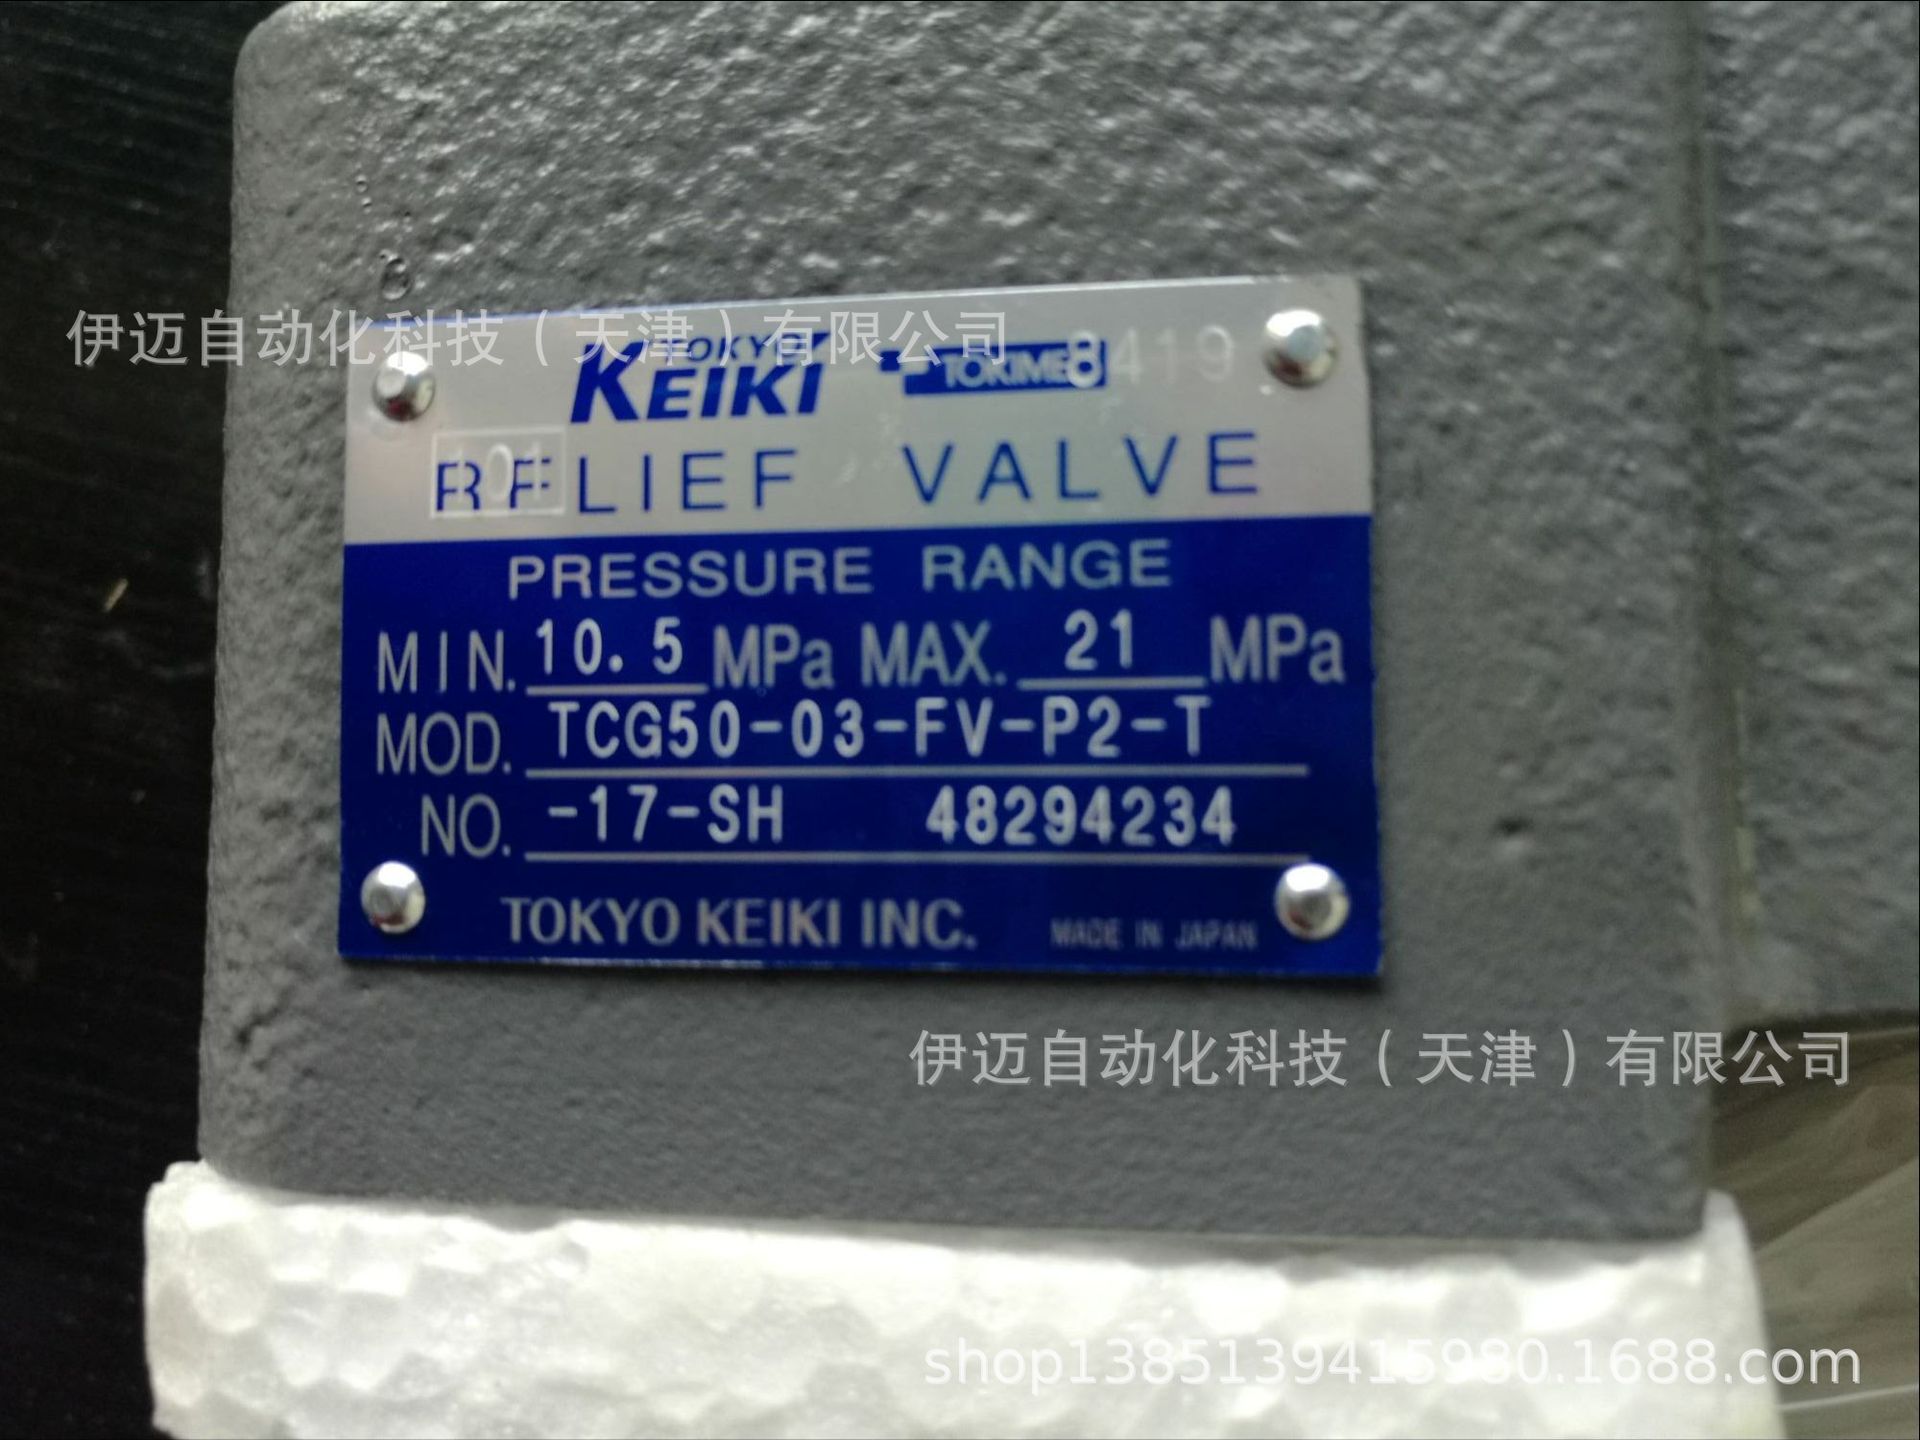 伊迈自动化科技（天津）有限公司
TOKYO
KEIKI TOKIMEC 8419
101
RELIEF VALVE
PRESSURE RANGE
MIN. 10.5 MPa MAX. 21 MPa
MOD. TCG50-03-FV-P2-T
NO. -17-SH 48294234
TOKYO KEIKI INC. MADE IN JAPAN
伊迈自动化科技（天津）有限公司
shop1385139415980.1688.com